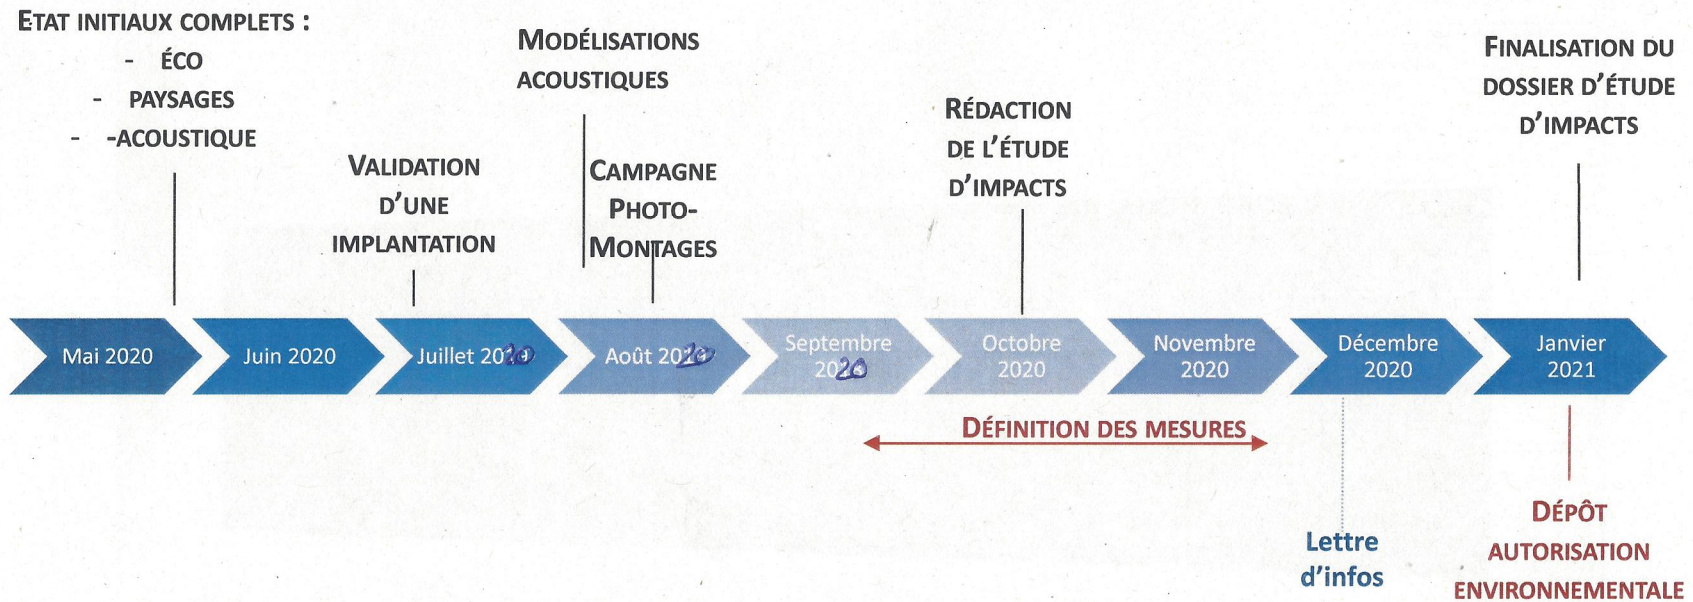 ETAT INITIAUX COMPLETS :
- ÉCO
- PAYSAGES
- -ACOUSTIQUE
VALIDATION
D'UNE
IMPLANTATION
MODÉLISATIONS
ACOUSTIQUES
CAMPAGNE
PHOTO-
MONTAGES
RÉDACTION
DE L'ÉTUDE
D'IMPACTS
FINALISATION DU
DOSSIER D'ÉTUDE
D'IMPACTS
Mai 2020
Juin 2020
Juillet 2020
Août 2020
Septembre
2020
Octobre
2020
Novembre
2020
Décembre
2020
Janvier
2021
DÉFINITION DES MESURES
Lettre
d'infos
DÉPÔT
AUTORISATION
ENVIRONNEMENTALE